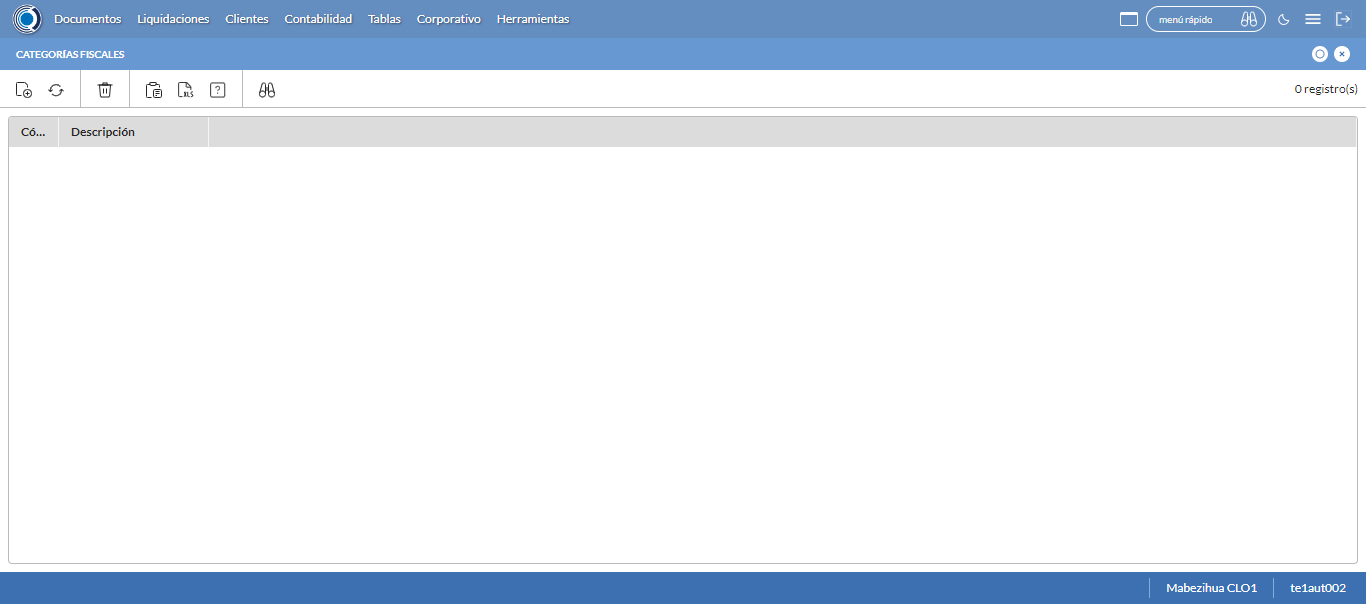 Documentos Liquidaciones Clientes Contabilidad Tablas Corporativo Herramientas menú rápido
CATEGORÍAS FISCALES
XLS ? 0 registro(s)
Có... Descripción
Mabezihua CLO1 te1aut002